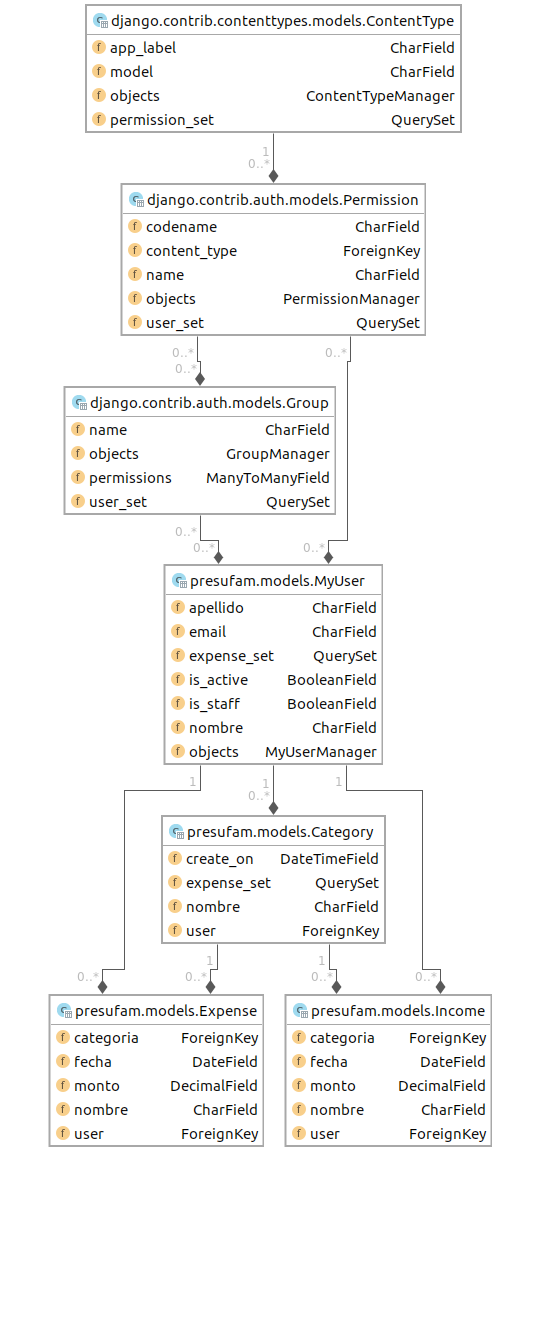 django.contrib.contenttypes.models.ContentType
app_label CharField
model CharField
objects ContentTypeManager
permission_set QuerySet
1
0..*
django.contrib.auth.models.Permission
codename CharField
content_type ForeignKey
name CharField
objects PermissionManager
user_set QuerySet
0..* 0..*
0..*
django.contrib.auth.models.Group
name CharField
objects GroupManager
permissions ManyToManyField
user_set QuerySet
0..*
0..* 0..*
presufam.models.MyUser
apellido CharField
email CharField
expense_set QuerySet
is_active BooleanField
is_staff BooleanField
nombre CharField
objects MyUserManager
1 1 1
0..*
presufam.models.Category
create_on DateTimeField
expense_set QuerySet
nombre CharField
user ForeignKey
1 1
0..* 0..* 0..* 0..*
presufam.models.Expense
categoria ForeignKey
fecha DateField
monto DecimalField
nombre CharField
user ForeignKey
presufam.models.Income
categoria ForeignKey
fecha DateField
monto DecimalField
nombre CharField
user ForeignKey